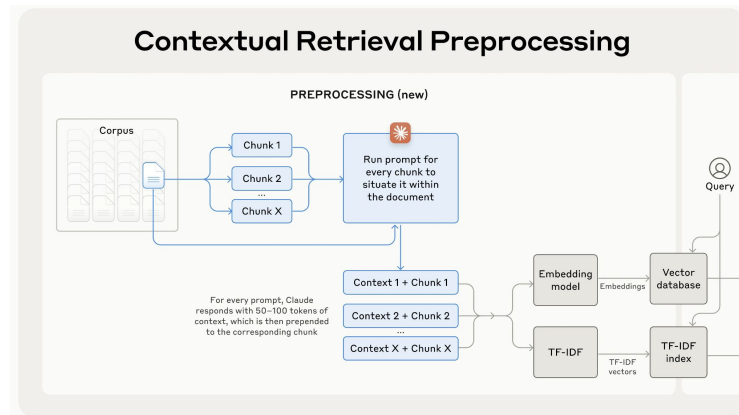 Contextual Retrieval Preprocessing
PREPROCESSING (new)
Corpus
Chunk 1
Chunk 2
...
Chunk X
Run prompt for
every chunk to
situate it within
the document
Query
For every prompt, Claude
responds with 50–100 tokens of
context, which is then prepended
to the corresponding chunk
Context 1 + Chunk 1
Context 2 + Chunk 2
...
Context X + Chunk X
Embedding
model
Embeddings
Vector
database
TF-IDF
TF-IDF
vectors
TF-IDF
index